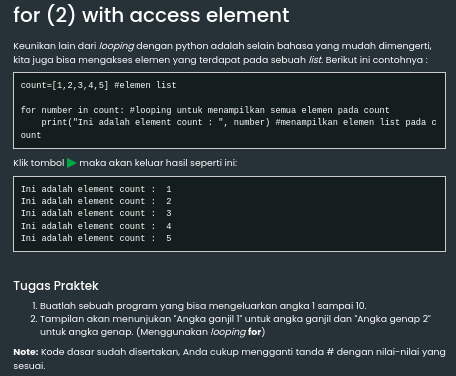 for (2) with access element
Keunikan lain dari looping dengan python adalah selain bahasa yang mudah dimengerti,
kita juga bisa mengakses elemen yang terdapat pada sebuah list. Berikut ini contohnya :
count=[1,2,3,4,5] #elemen list
for number in count: #looping untuk menampilkan semua elemen pada count
    print("Ini adalah element count : ", number) #menampilkan elemen list pada c
ount
Klik tombol ▶ maka akan keluar hasil seperti ini:
Ini adalah element count :  1
Ini adalah element count :  2
Ini adalah element count :  3
Ini adalah element count :  4
Ini adalah element count :  5
Tugas Praktek
1. Buatlah sebuah program yang bisa mengeluarkan angka 1 sampai 10.
2. Tampilan akan menunjukan "Angka ganjil 1" untuk angka ganjil dan "Angka genap 2"
untuk angka genap. (Menggunakan looping for)
Note: Kode dasar sudah disertakan, Anda cukup mengganti tanda # dengan nilai-nilai yang
sesuai.